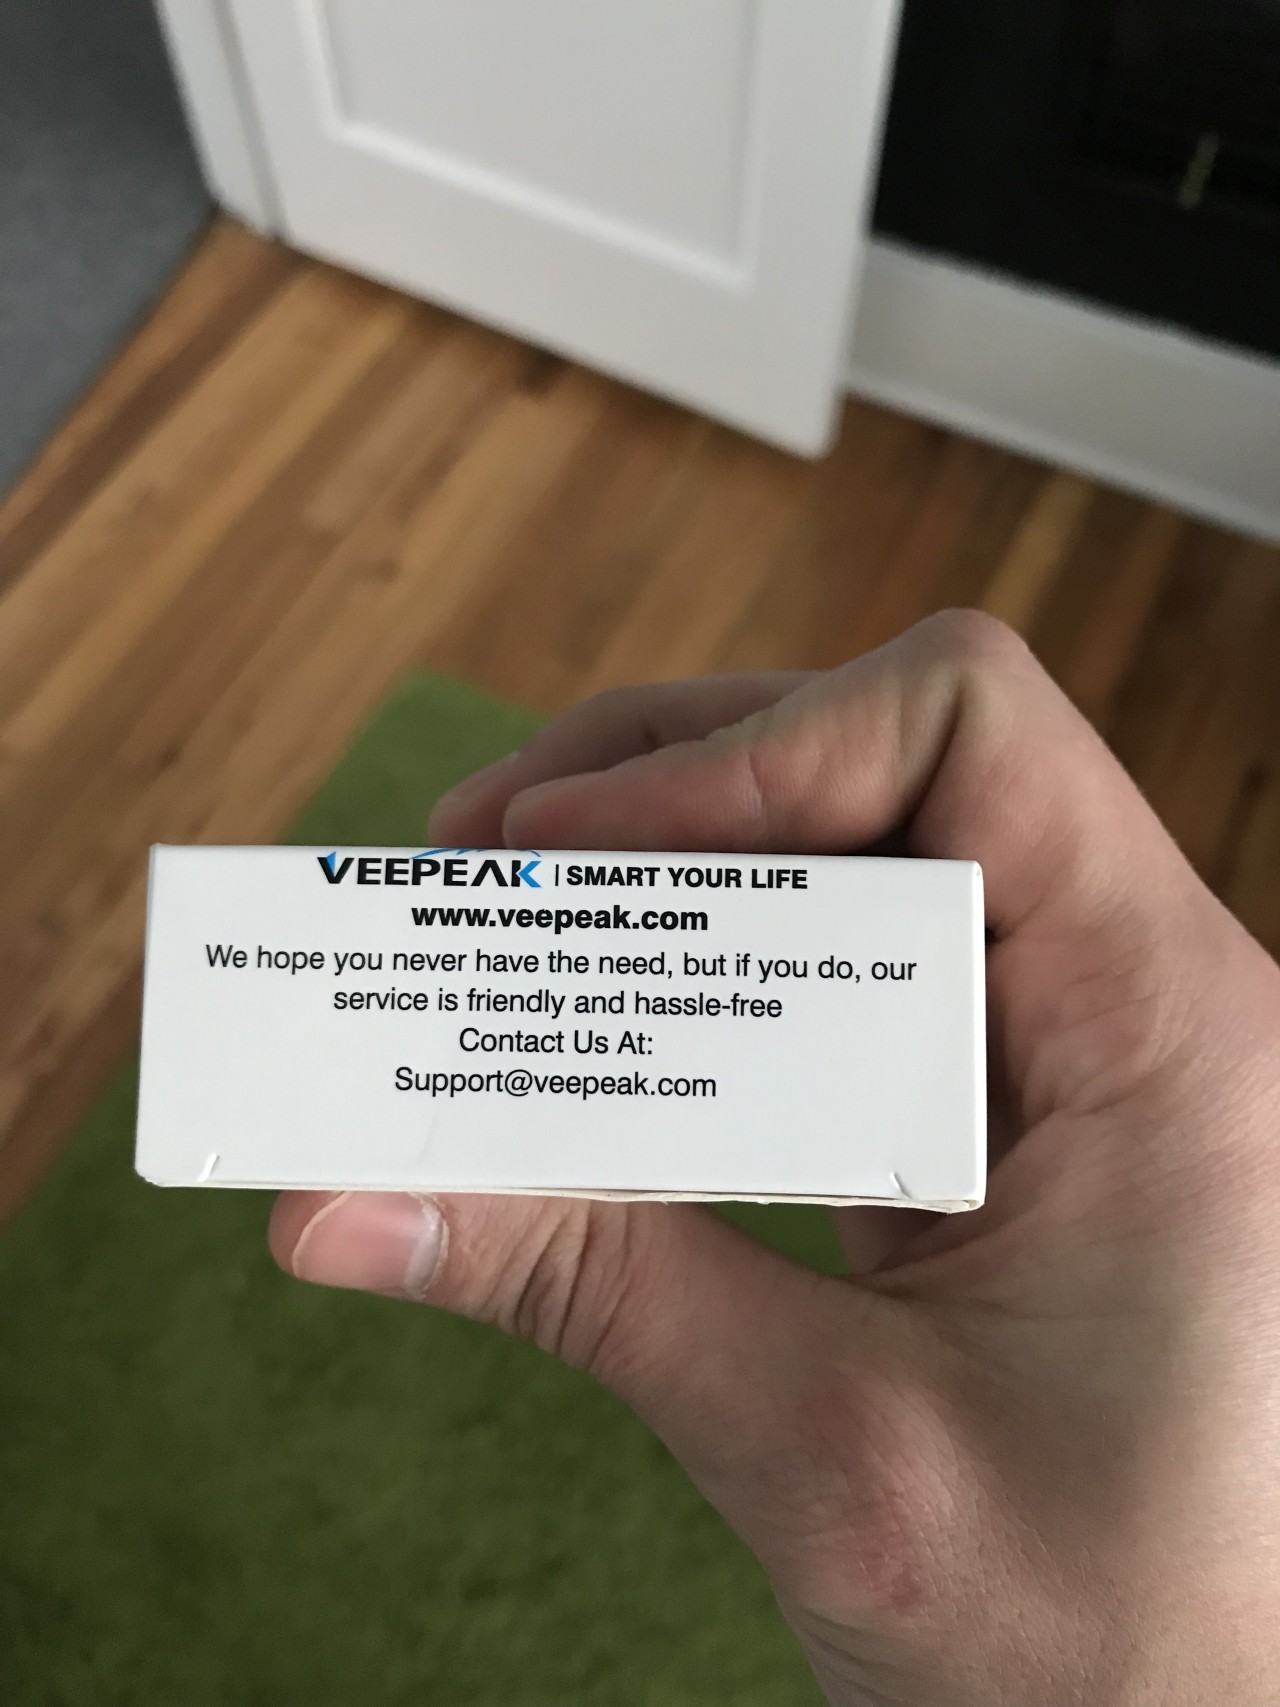 VEEPEAK | SMART YOUR LIFE
www.veepeak.com
We hope you never have the need, but if you do, our
service is friendly and hassle-free
Contact Us At:
Support@veepeak.com